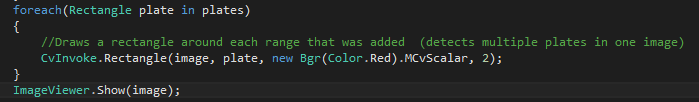 foreach(Rectangle plate in plates)
{
//Draws a rectangle around each range that was added  (detects multiple plates in one image)
CvInvoke.Rectangle(image, plate, new Bgr(Color.Red).MCvScalar, 2);
}
ImageViewer.Show(image);